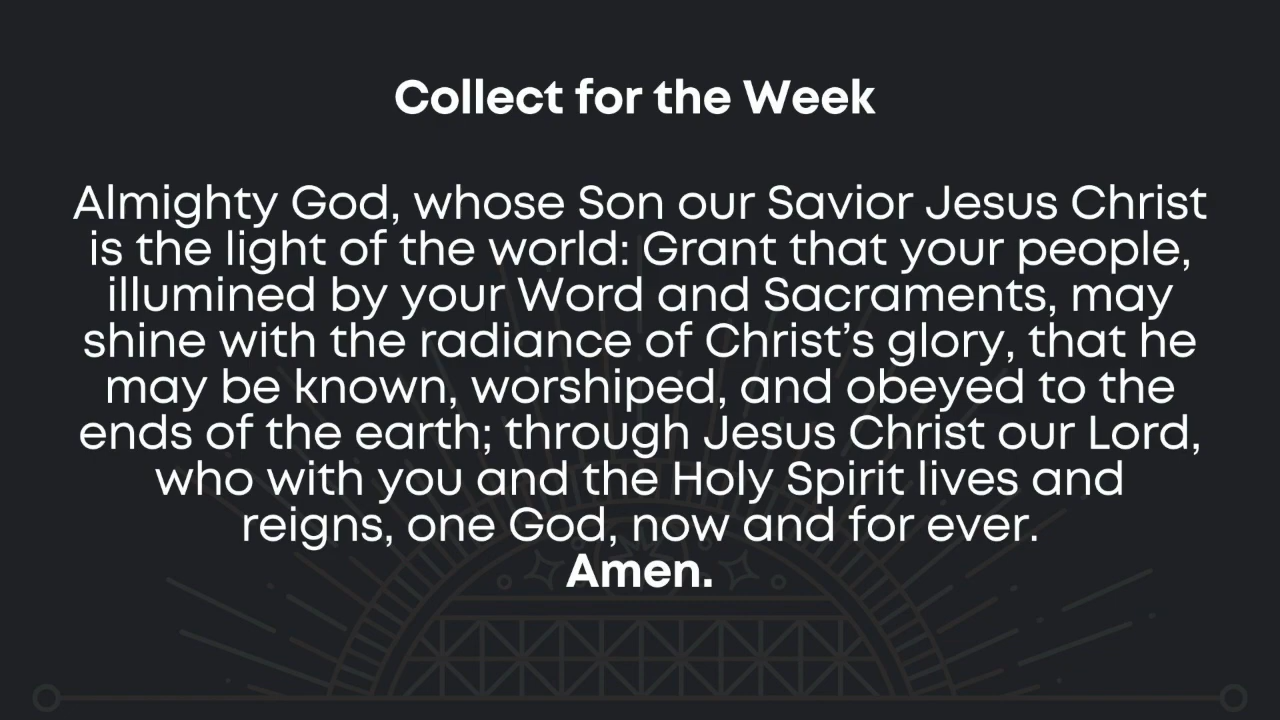 Collect for the Week
Almighty God, whose Son our Savior Jesus Christ
is the light of the world: Grant that your people,
illumined by your Word and Sacraments, may
shine with the radiance of Christ’s glory, that he
may be known, worshiped, and obeyed to the
ends of the earth; through Jesus Christ our Lord,
who with you and the Holy Spirit lives and
reigns, one God, now and for ever.
Amen.